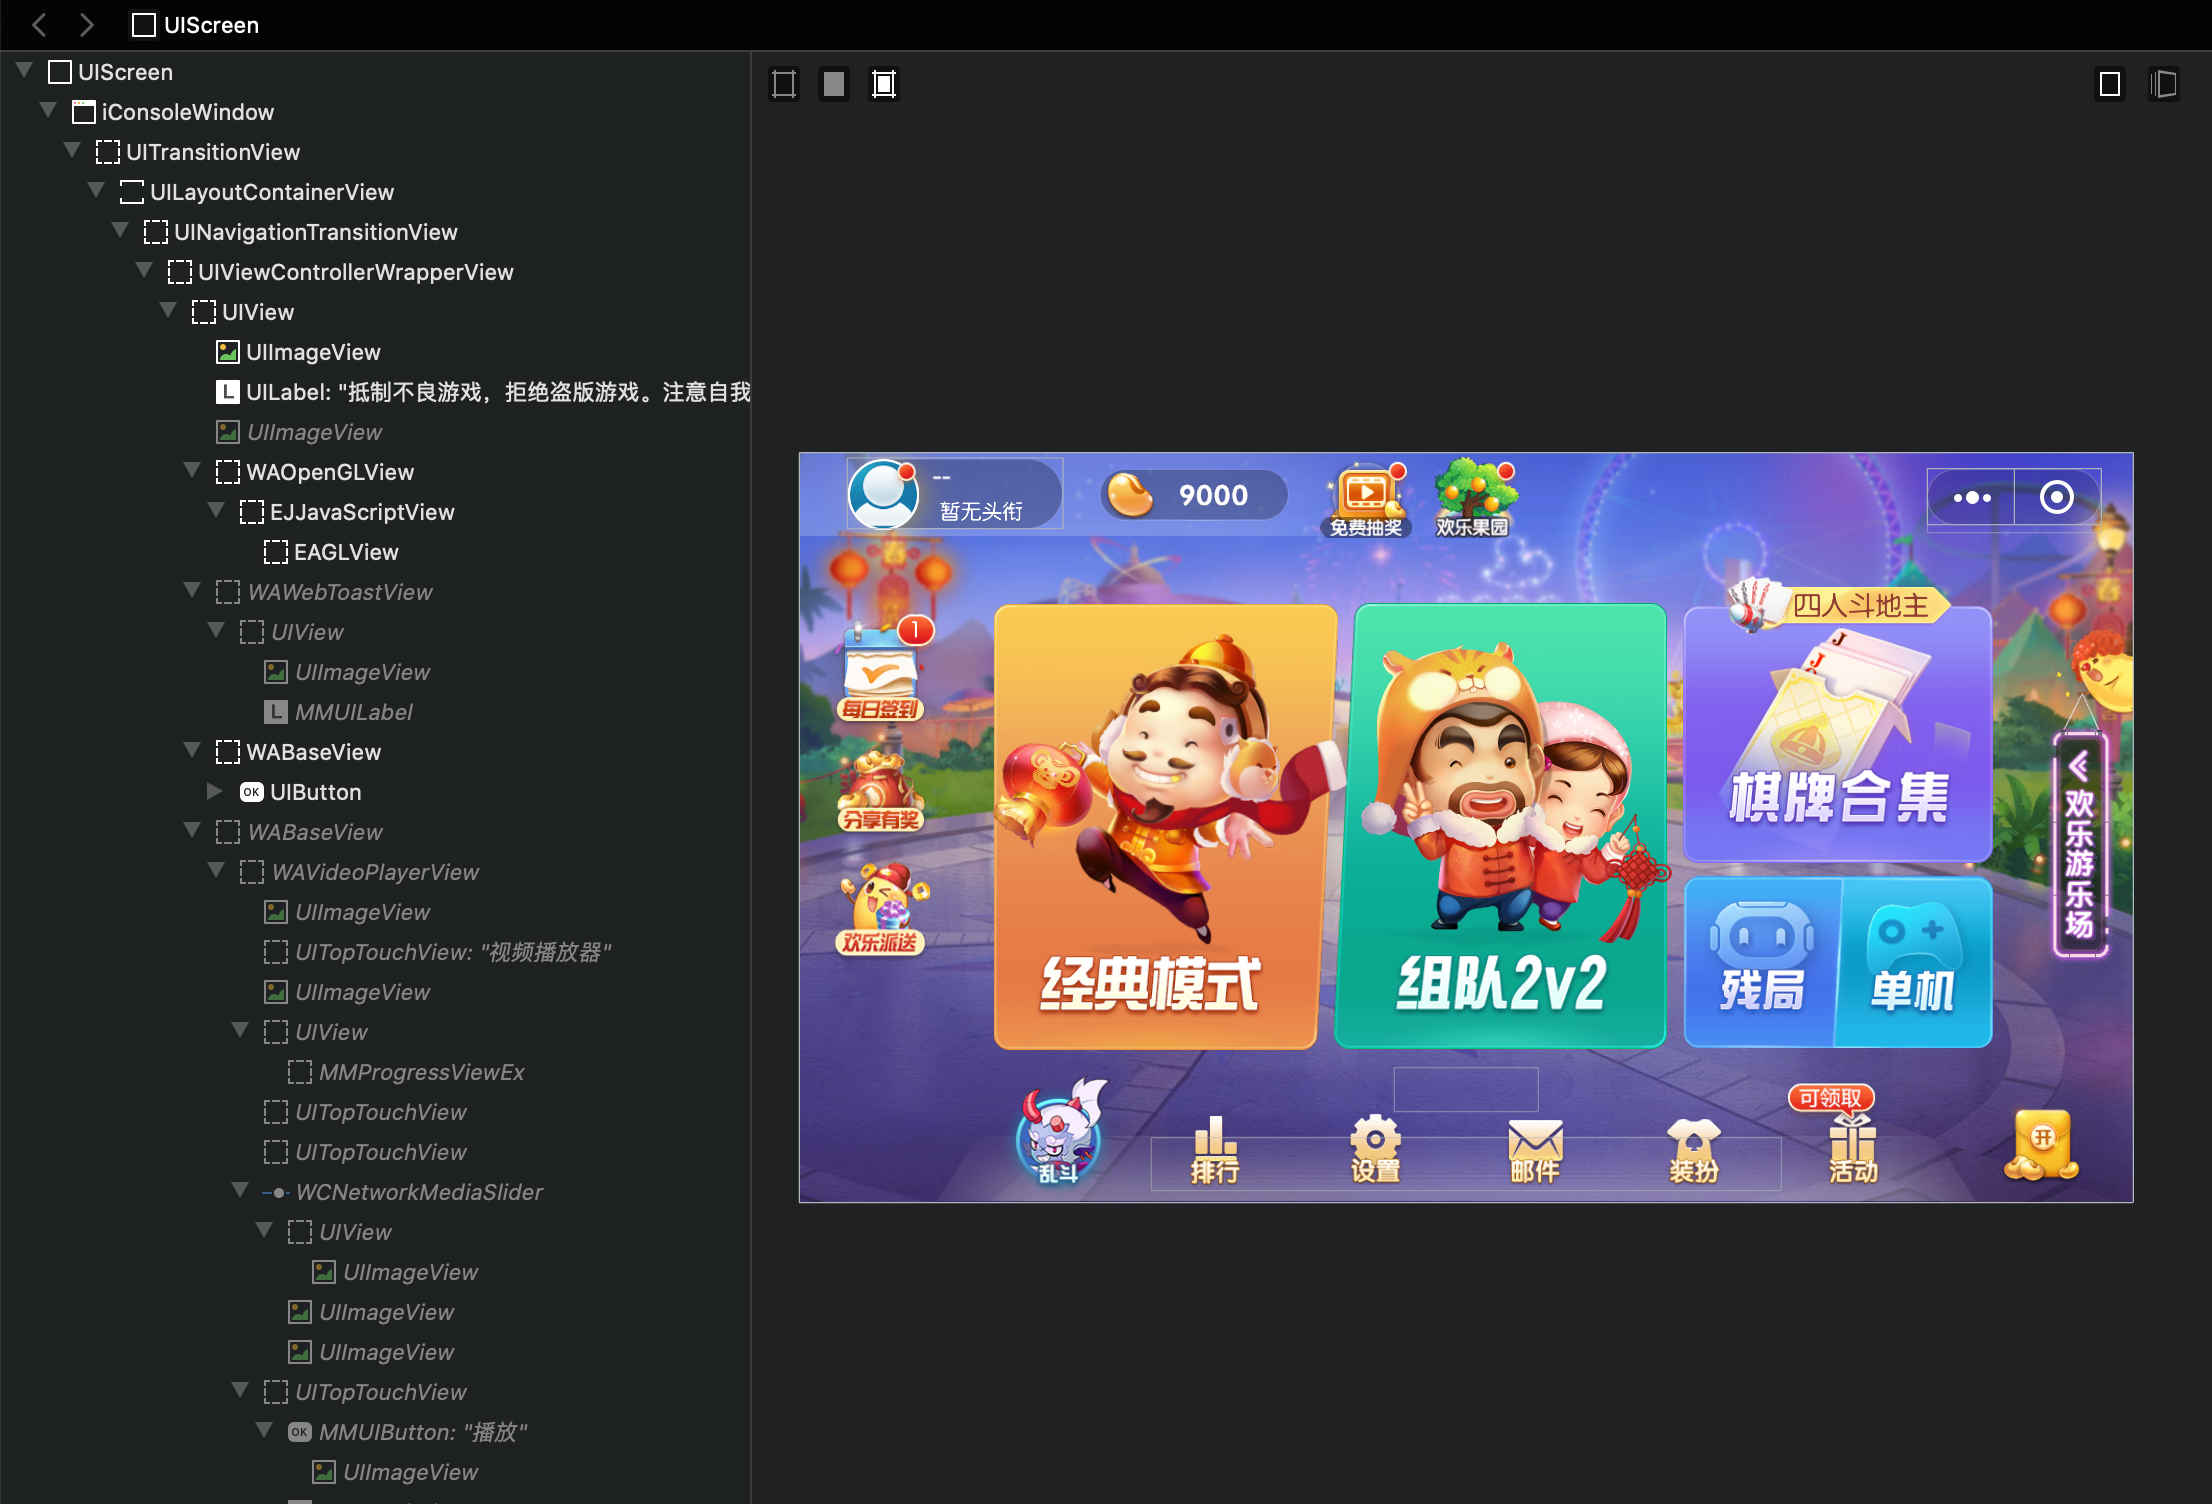 UIScreen
UIScreen
iConsoleWindow
UITransitionView
UILayoutContainerView
UINavigationTransitionView
UIViewControllerWrapperView
UIView
UIImageView
L UILabel: "抵制不良游戏，拒绝盗版游戏。注意自我
UIImageView
WAOpenGLView
EJJavaScriptView
EAGLView
WAWebToastView
UIView
UIImageView
L MMUILabel
WABaseView
OK UIButton
WABaseView
WAVideoPlayerView
UIImageView
UITopTouchView: "视频播放器"
UIImageView
UIView
MMProgressViewEx
UITopTouchView
UITopTouchView
WCNetworkMediaSlider
UIView
UIImageView
UIImageView
UIImageView
UITopTouchView
OK MMUIButton: "播放"
UIImageView
--
暂无头衔
9000
免费抽奖
欢乐果园
1
每日签到
分享有奖
欢乐派送
经典模式
组队2v2
四人斗地主
J
J
棋牌合集
残局
单机
欢乐游乐场
乱斗
排行
设置
邮件
装扮
可领取
活动
开